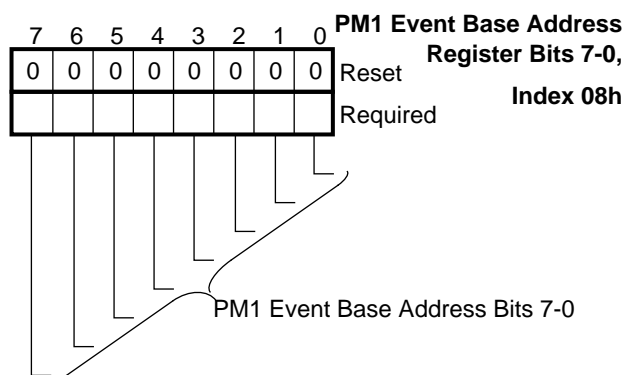 PM1 Event Base Address
Register Bits 7-0,
Index 08h
7 6 5 4 3 2 1 0
0 0 0 0 0 0 0 0 Reset
Required
PM1 Event Base Address Bits 7-0